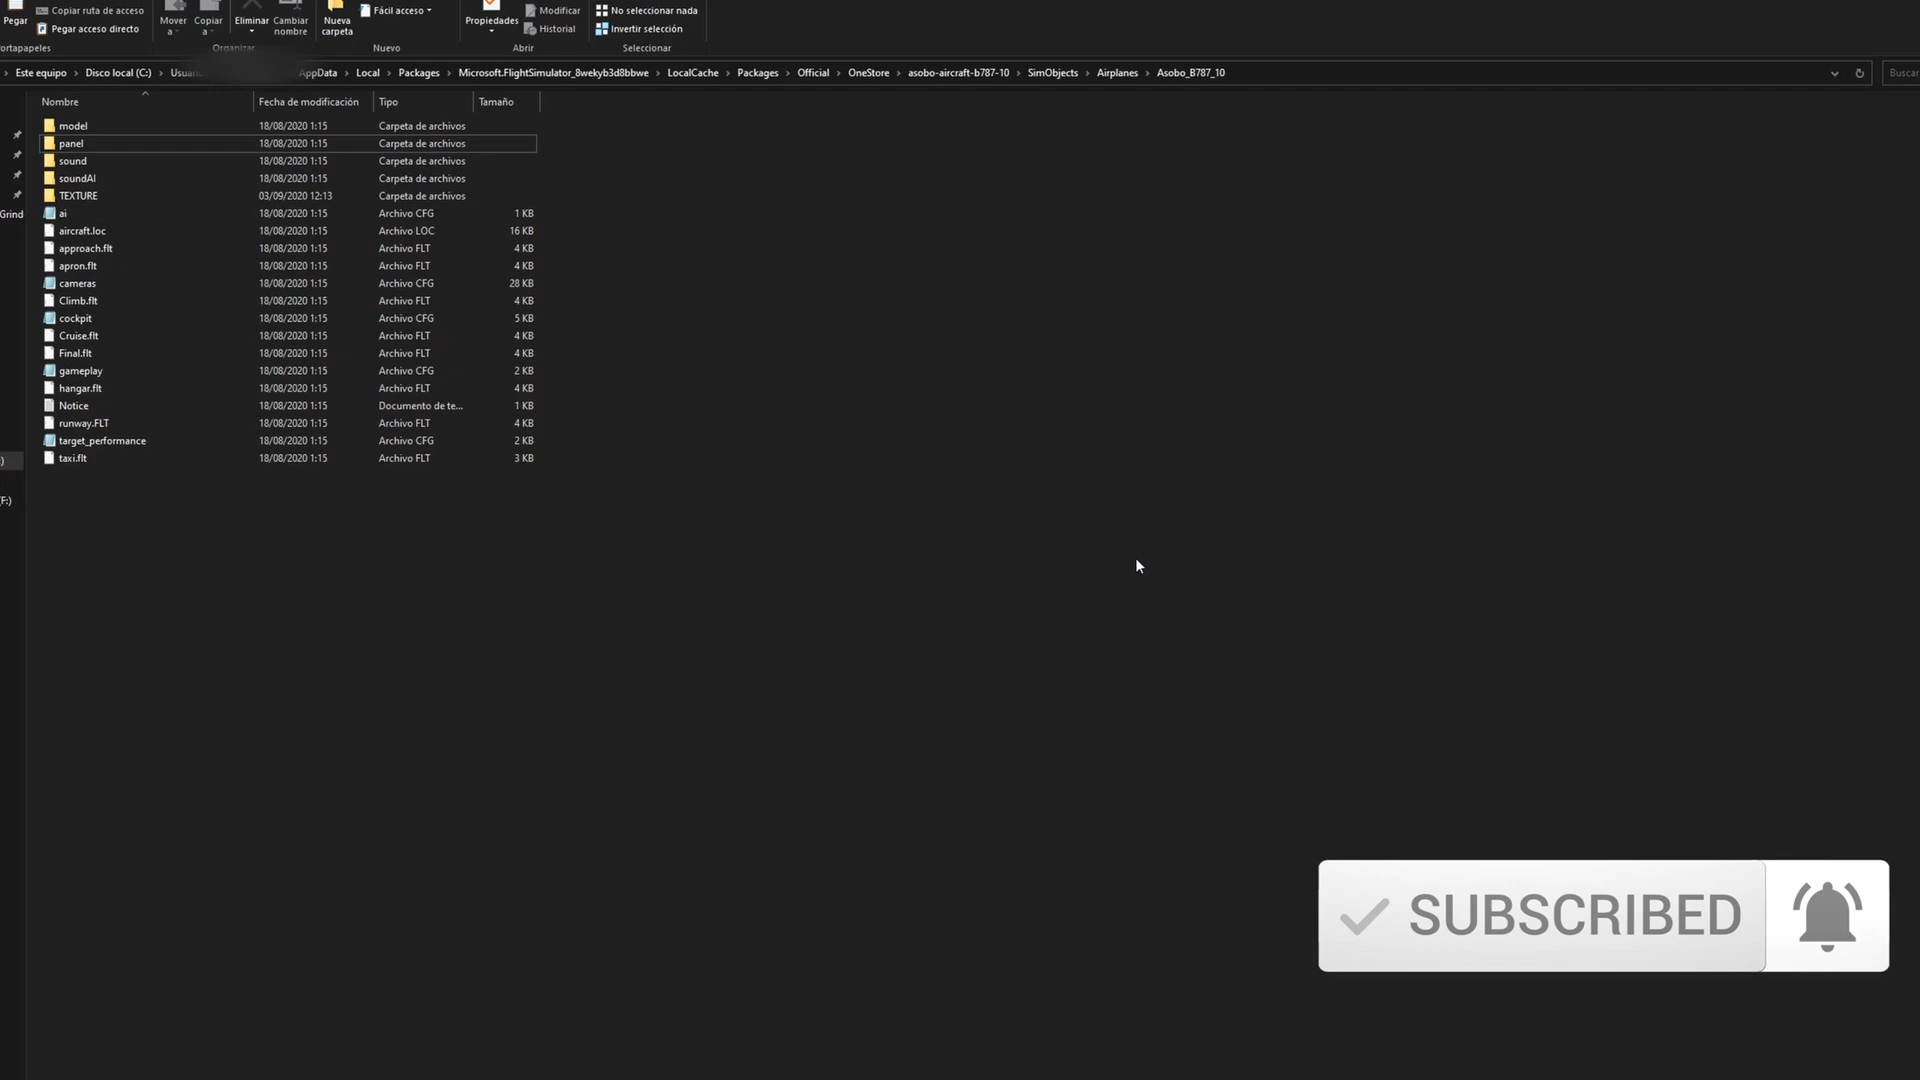 Pegar
Copiar ruta de acceso
Pegar acceso directo
Mover a
Copiar a
Eliminar
Cambiar nombre
Nueva carpeta
Fácil acceso
Propiedades
Modificar
Historial
No seleccionar nada
Invertir selección
ortapapeles
Organizar
Nuevo
Abrir
Seleccionar
Este equipo > Disco local (C:) > AppData > Local > Packages > Microsoft.FlightSimulator_8wekyb3d8bbwe > LocalCache > Packages > Official > OneStore > asobo-aircraft-b787-10 > SimObjects > Airplanes > Asobo_B787_10
Buscar
Nombre Fecha de modificación Tipo Tamaño
model 18/08/2020 1:15 Carpeta de archivos
panel 18/08/2020 1:15 Carpeta de archivos
sound 18/08/2020 1:15 Carpeta de archivos
soundAI 18/08/2020 1:15 Carpeta de archivos
TEXTURE 03/09/2020 12:13 Carpeta de archivos
ai 18/08/2020 1:15 Archivo CFG 1 KB
aircraft.loc 18/08/2020 1:15 Archivo LOC 16 KB
approach.flt 18/08/2020 1:15 Archivo FLT 4 KB
apron.flt 18/08/2020 1:15 Archivo FLT 4 KB
cameras 18/08/2020 1:15 Archivo CFG 28 KB
Climb.flt 18/08/2020 1:15 Archivo FLT 4 KB
cockpit 18/08/2020 1:15 Archivo CFG 5 KB
Cruise.flt 18/08/2020 1:15 Archivo FLT 4 KB
Final.flt 18/08/2020 1:15 Archivo FLT 4 KB
gameplay 18/08/2020 1:15 Archivo CFG 2 KB
hangar.flt 18/08/2020 1:15 Archivo FLT 4 KB
Notice 18/08/2020 1:15 Documento de te... 1 KB
runway.FLT 18/08/2020 1:15 Archivo FLT 4 KB
target_performance 18/08/2020 1:15 Archivo CFG 2 KB
taxi.flt 18/08/2020 1:15 Archivo FLT 3 KB
Grind
:)
(F:)
SUBSCRIBED